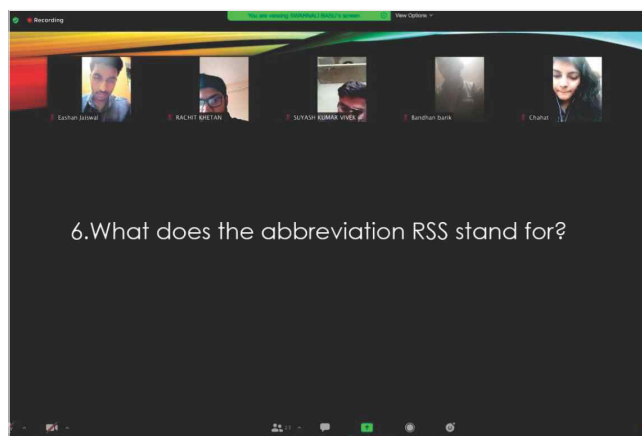 Recording
You are viewing SWARNALI BASU's screen
View Options
Eashan Jaiswal
RACHIT KHETAN
SUYASH KUMAR VIVEK
Bandhan barik
Chahat
6.What does the abbreviation RSS stand for?